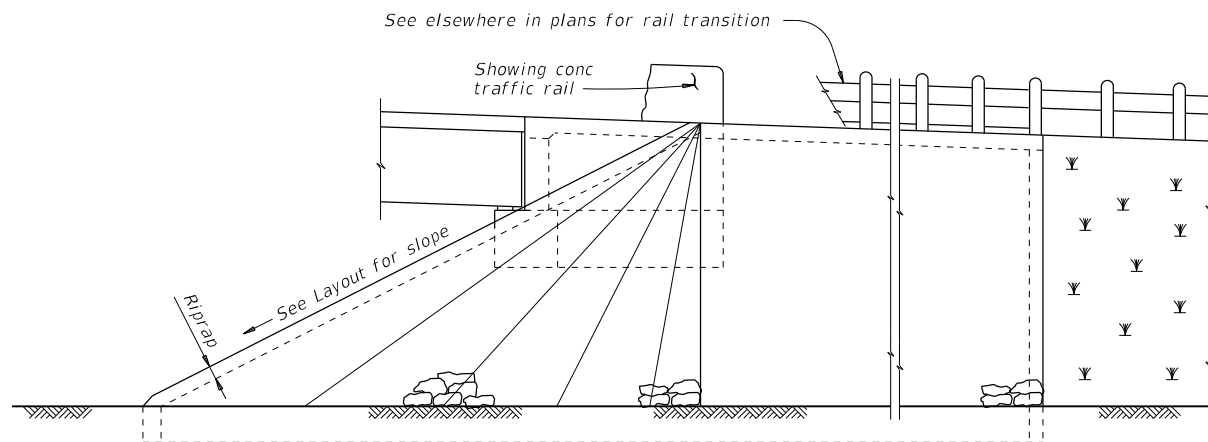 See elsewhere in plans for rail transition
Showing conc
traffic rail
See Layout for slope
Riprap